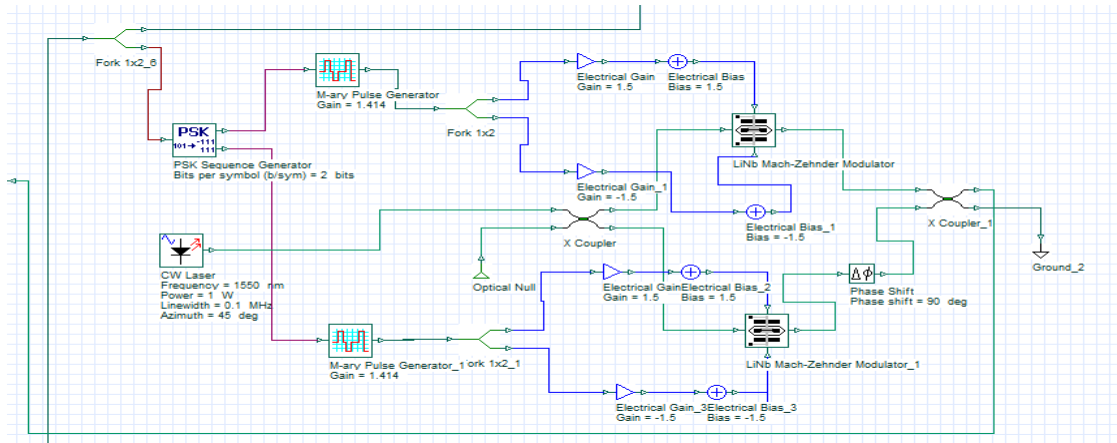 Fork 1x2_6
M-ary Pulse Generator
Gain = 1.414
Electrical Gain
Gain = 1.5
Electrical Bias
Bias = 1.5
Fork 1x2
PSK
101→ -111
111
PSK Sequence Generator
Bits per symbol (b/sym) = 2 bits
LiNb Mach-Zehnder Modulator
Electrical Gain_1
Gain = -1.5
Electrical Bias_1
Bias = -1.5
X Coupler
X Coupler_1
Ground_2
CW Laser
Frequency = 1550 nm
Power = 1 W
Linewidth = 0.1 MHz
Azimuth = 45 deg
Optical Null
Electrical Gain
Gain = 1.5
Electrical Bias_2
Bias = 1.5
ΔΦ
Phase Shift
Phase shift = 90 deg
M-ary Pulse Generator_1
Gain = 1.414
ork 1x2_1
LiNb Mach-Zehnder Modulator_1
Electrical Gain_3
Gain = -1.5
Electrical Bias_3
Bias = -1.5